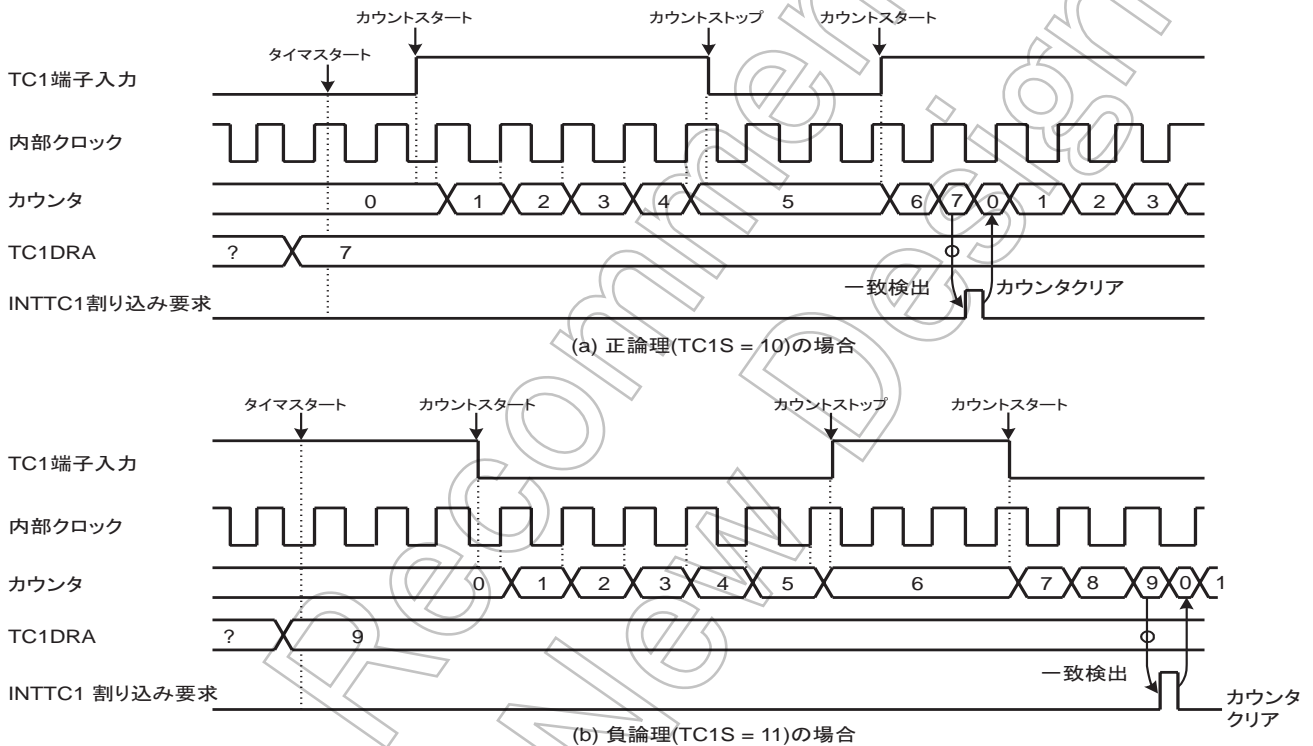 カウントスタート カウントストップ カウントスタート
タイマスタート
TC1端子入力
内部クロック
カウンタ 0 1 2 3 4 5 6 7 0 1 2 3
TC1DRA ? 7
一致検出 カウンタクリア
INTTC1割り込み要求
(a) 正論理(TC1S = 10)の場合
タイマスタート カウントスタート カウントストップ カウントスタート
TC1端子入力
内部クロック
カウンタ 0 1 2 3 4 5 6 7 8 9 0 1
TC1DRA ? 9
一致検出
INTTC1 割り込み要求
カウンタ
クリア
(b) 負論理(TC1S = 11)の場合
Recommen
New Design